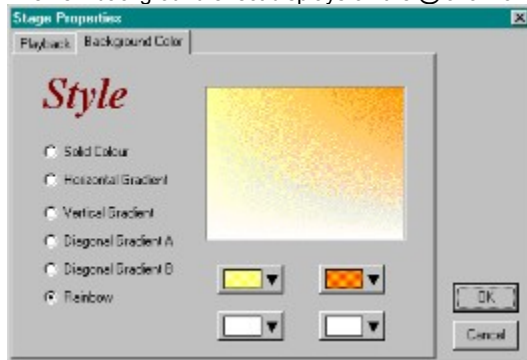 Stage Properties
Playback Background Color
Style
Solid Colour
Horizontal Gradient
Vertical Gradient
Diagonal Gradient A
Diagonal Gradient B
Rainbow
OK
Cancel